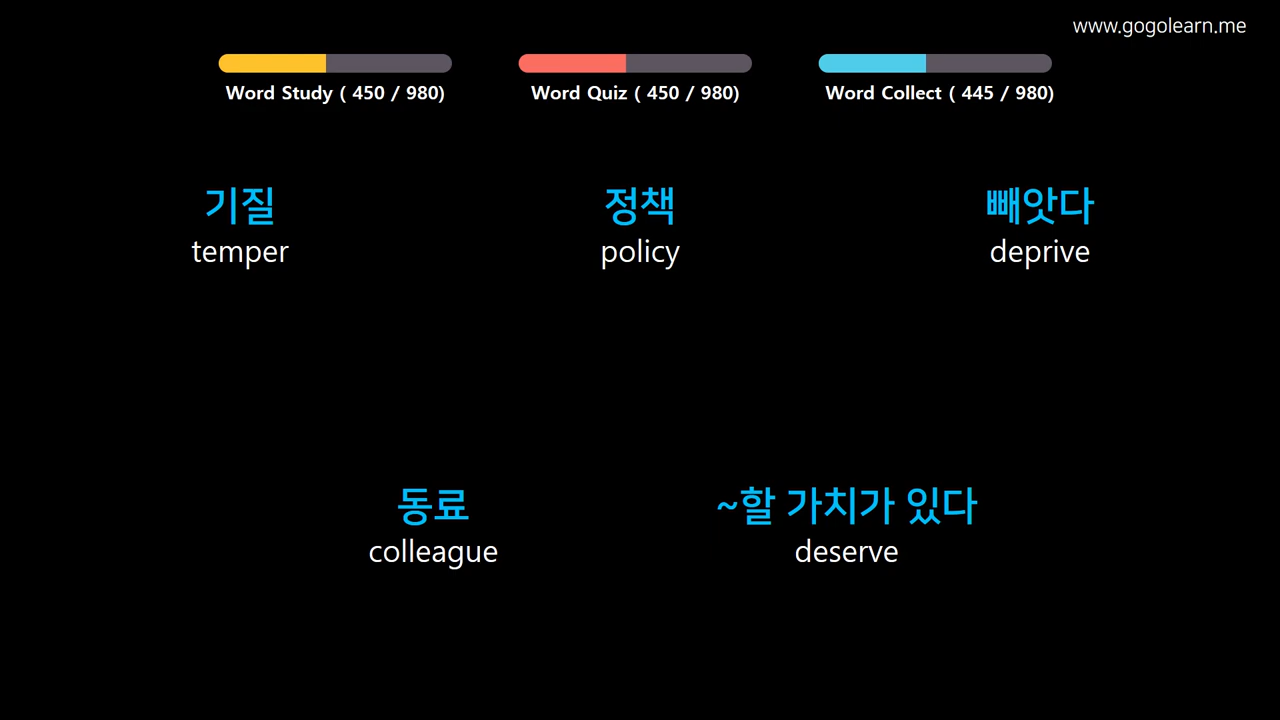 www.gogolearn.me
Word Study ( 450 / 980)
Word Quiz ( 450 / 980)
Word Collect ( 445 / 980)
기질
temper
정책
policy
빼앗다
deprive
동료
colleague
~할 가치가 있다
deserve